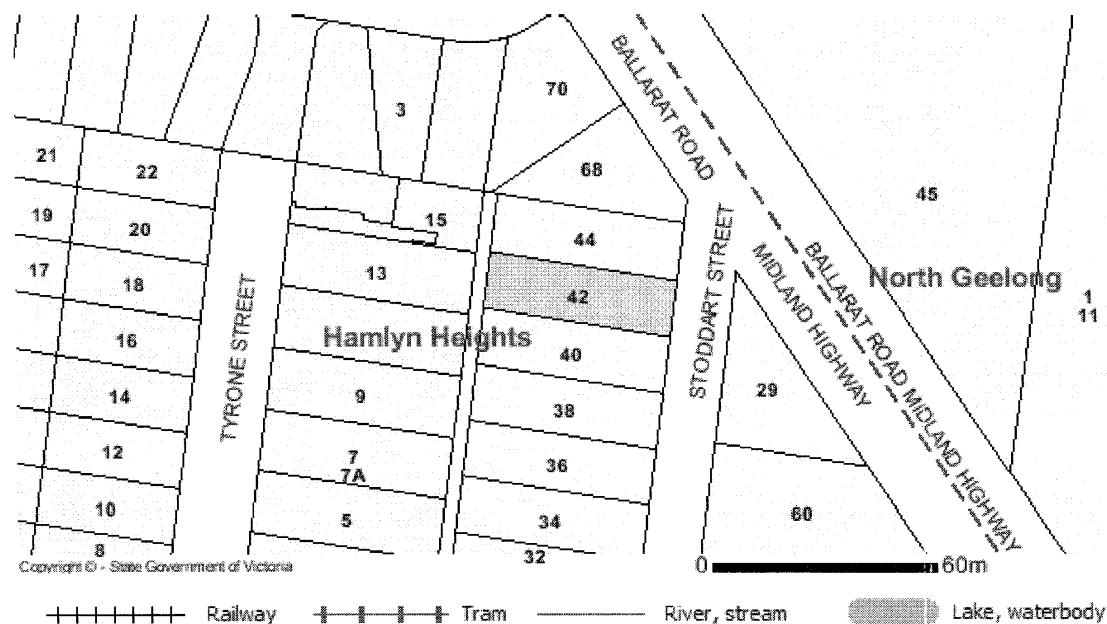 70
BALLARAT ROAD
3
21
22
68
45
19
20
15
44
17
18
13
42
STODDART STREET
MIDLAND HIGHWAY
BALLARAT ROAD MIDLAND HIGHWAY
North Geelong
1
11
16
TYRONE STREET
Hamlyn Heights
40
14
9
38
29
12
7
7A
36
10
5
34
60
8
32
Copyright © - State Government of Victoria
0 60m
Railway Tram River, stream Lake, waterbody